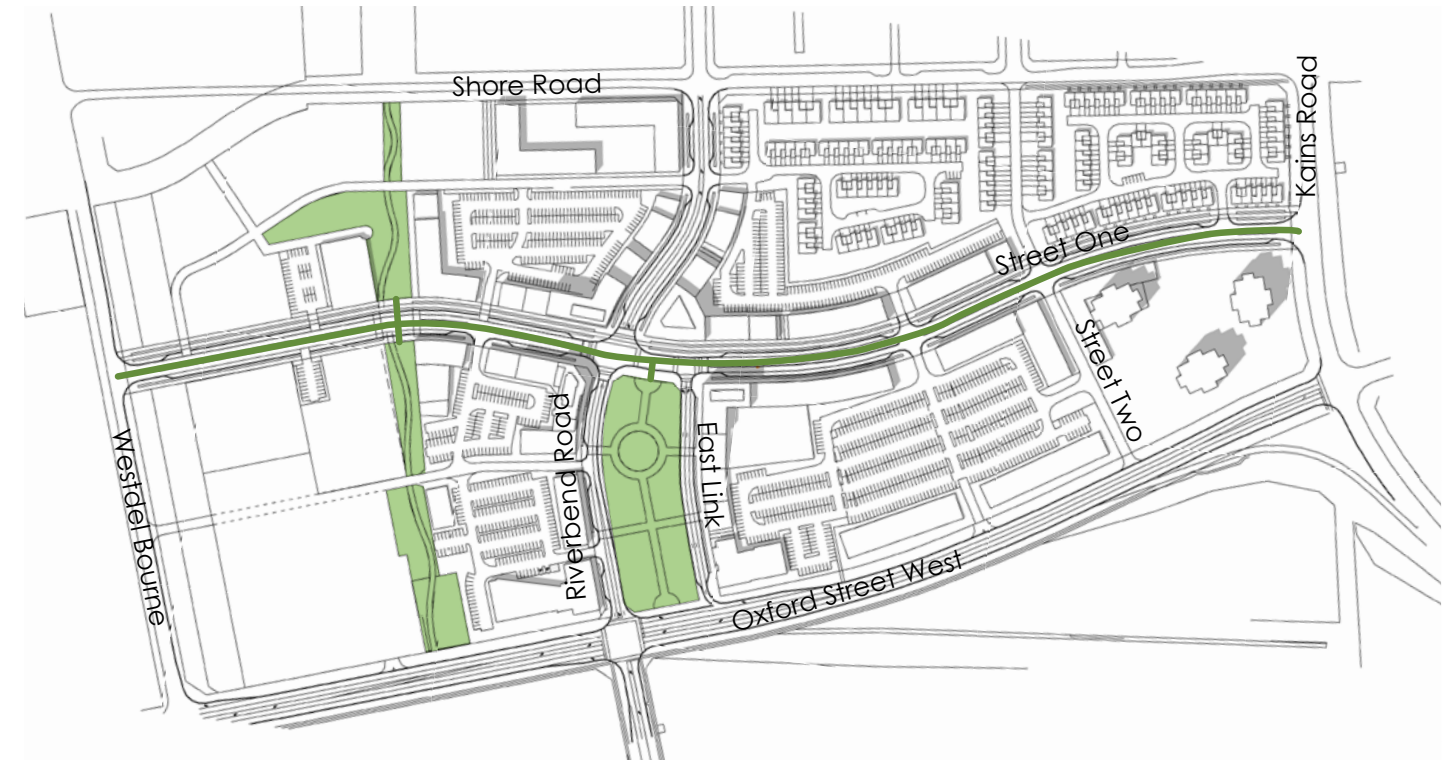 Shore Road
Kains Road
Street One
Street Two
Riverbend Road
East Link
Westdel Bourne
Oxford Street West